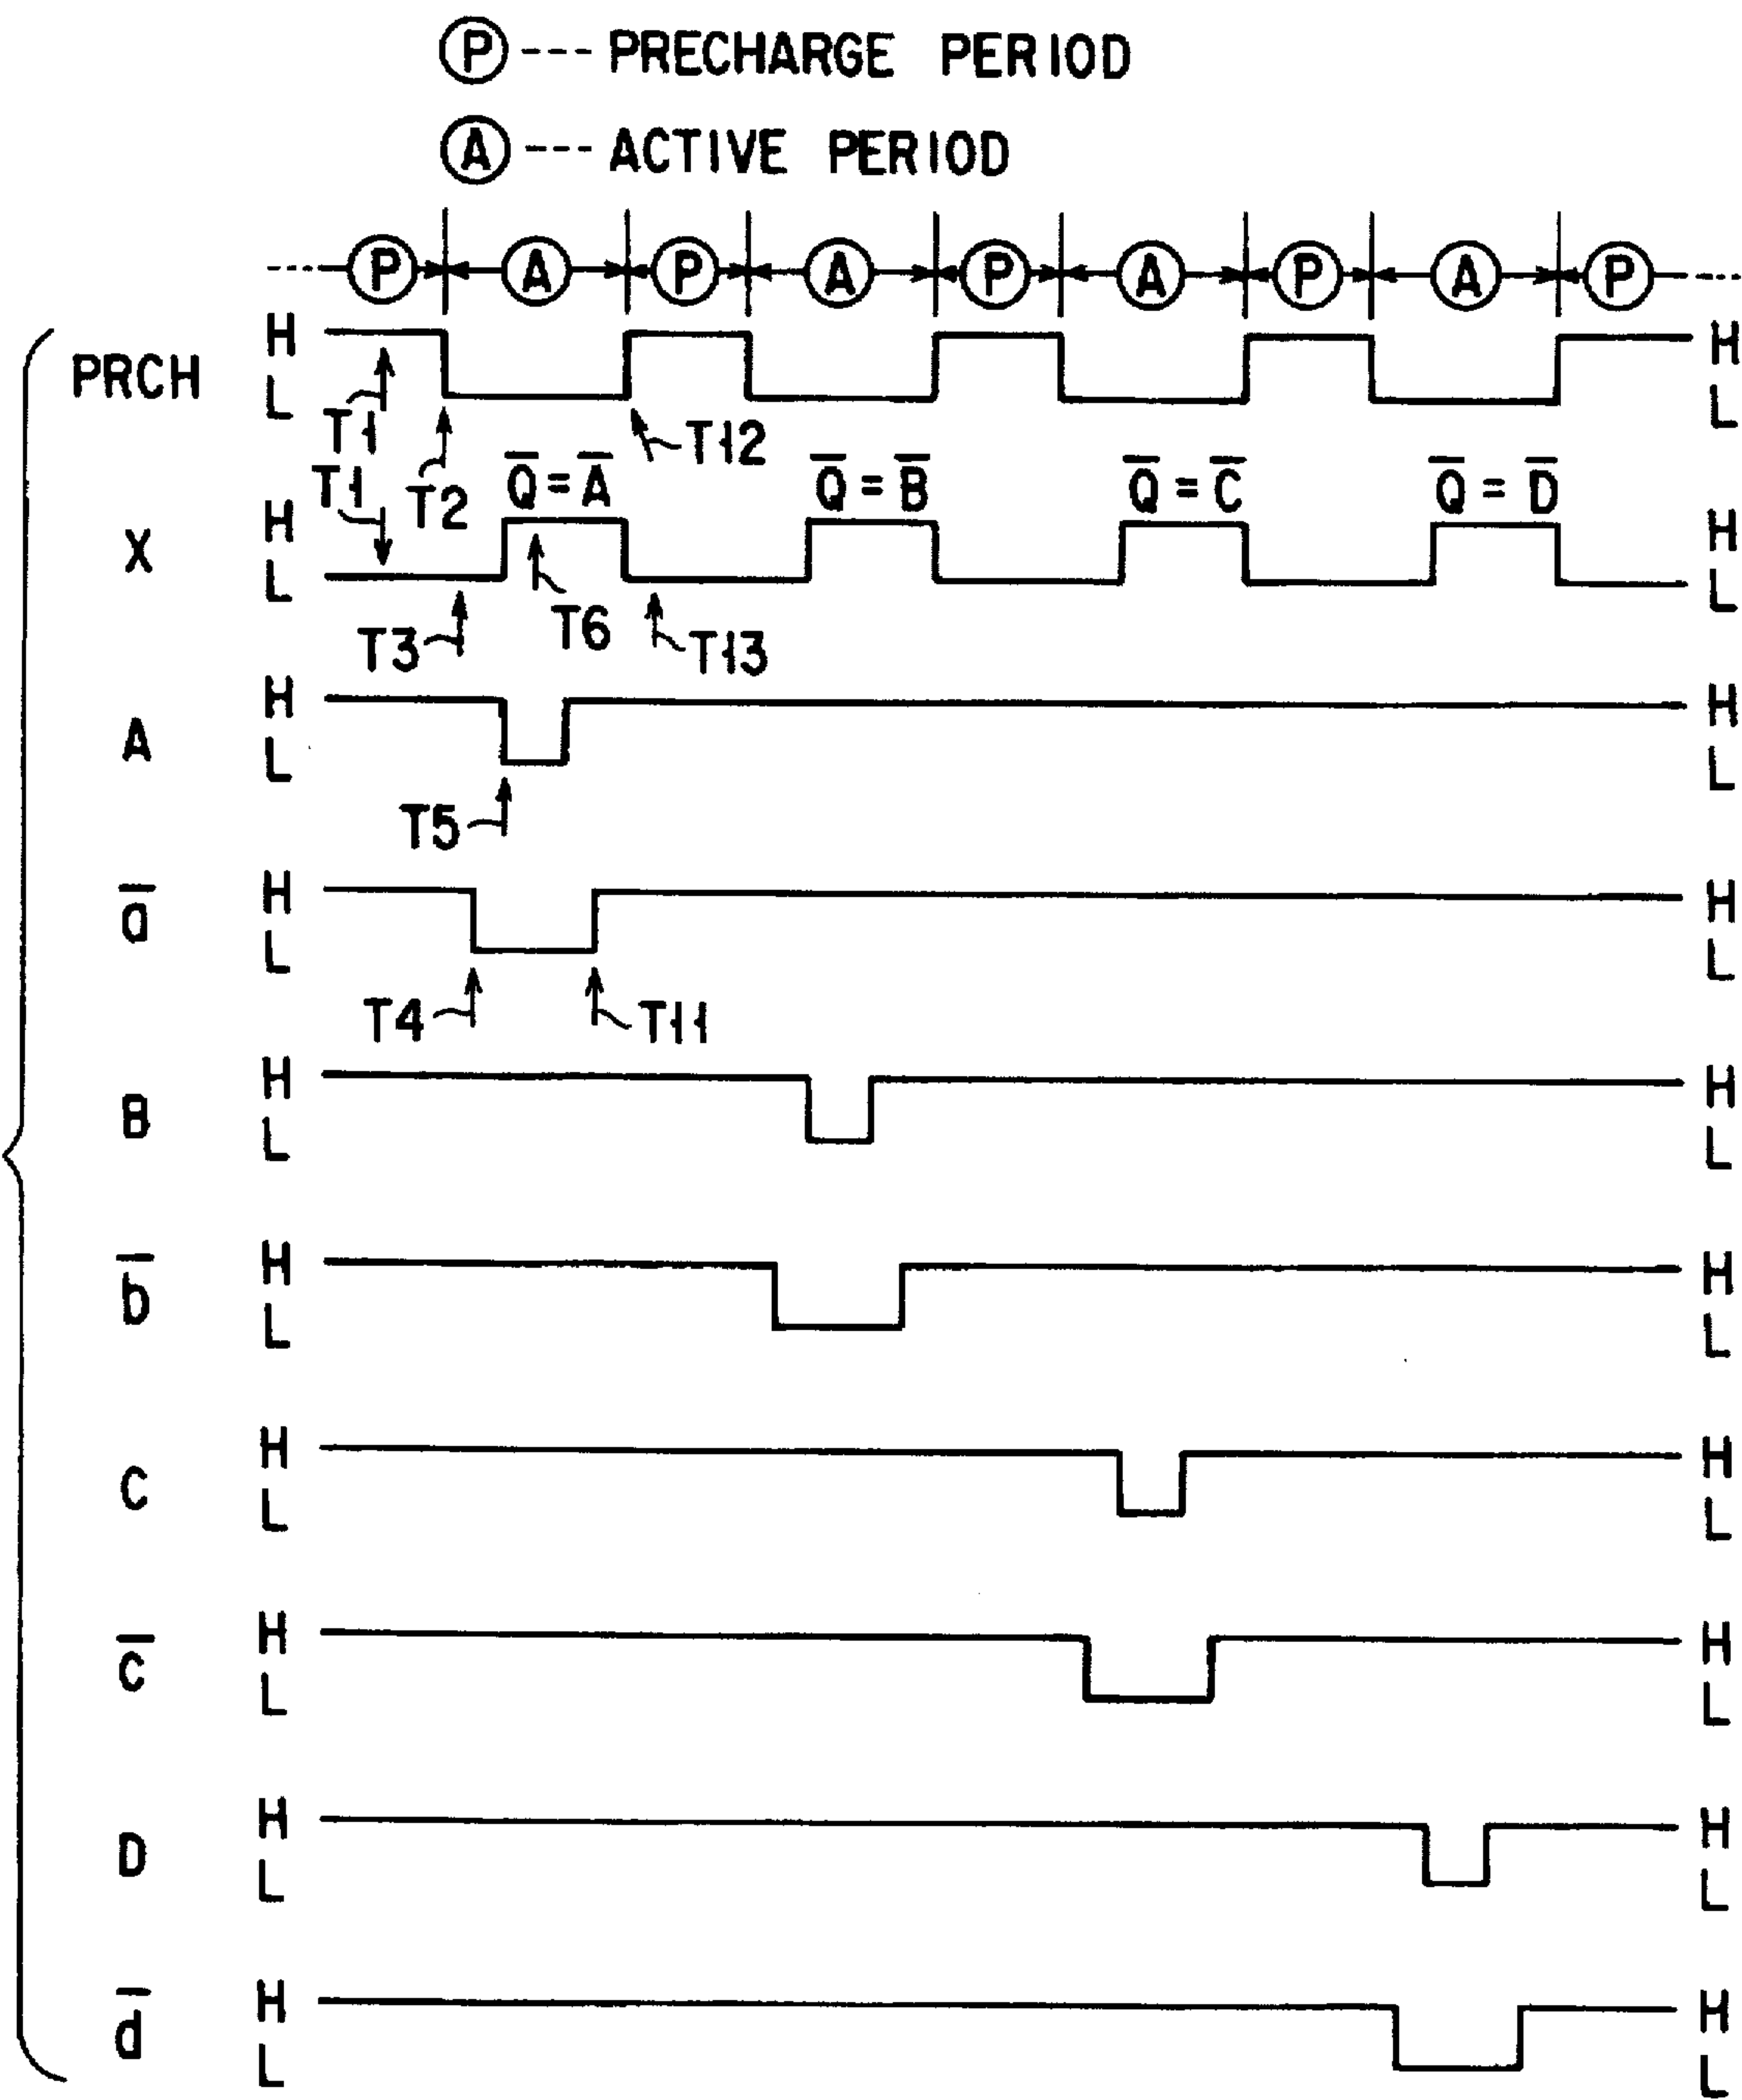 P --- PRECHARGE PERIOD
A --- ACTIVE PERIOD
P A P A P A P A P
PRCH H L H L
T1 T2 T12
Q̅=A̅ Q̅=B̅ Q̅=C̅ Q̅=D̅
X H L H L
T1 T3 T6 T13
A H L H L
T5
a̅ H L H L
T4 T11
B H L H L
b̅ H L H L
C H L H L
c̅ H L H L
D H L H L
d̅ H L H L